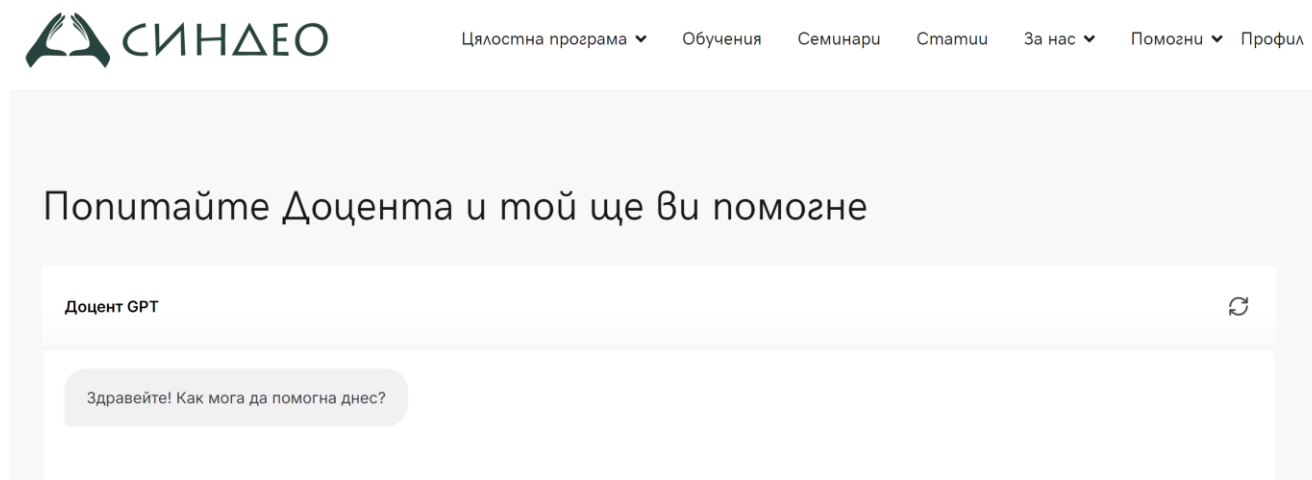 СИНΔЕО
Цялостна програма Обучения Семинари Статии За нас Помогни Профил
Попитайте Доцента и той ще ви помогне
Доцент GPT
Здравейте! Как мога да помогна днес?